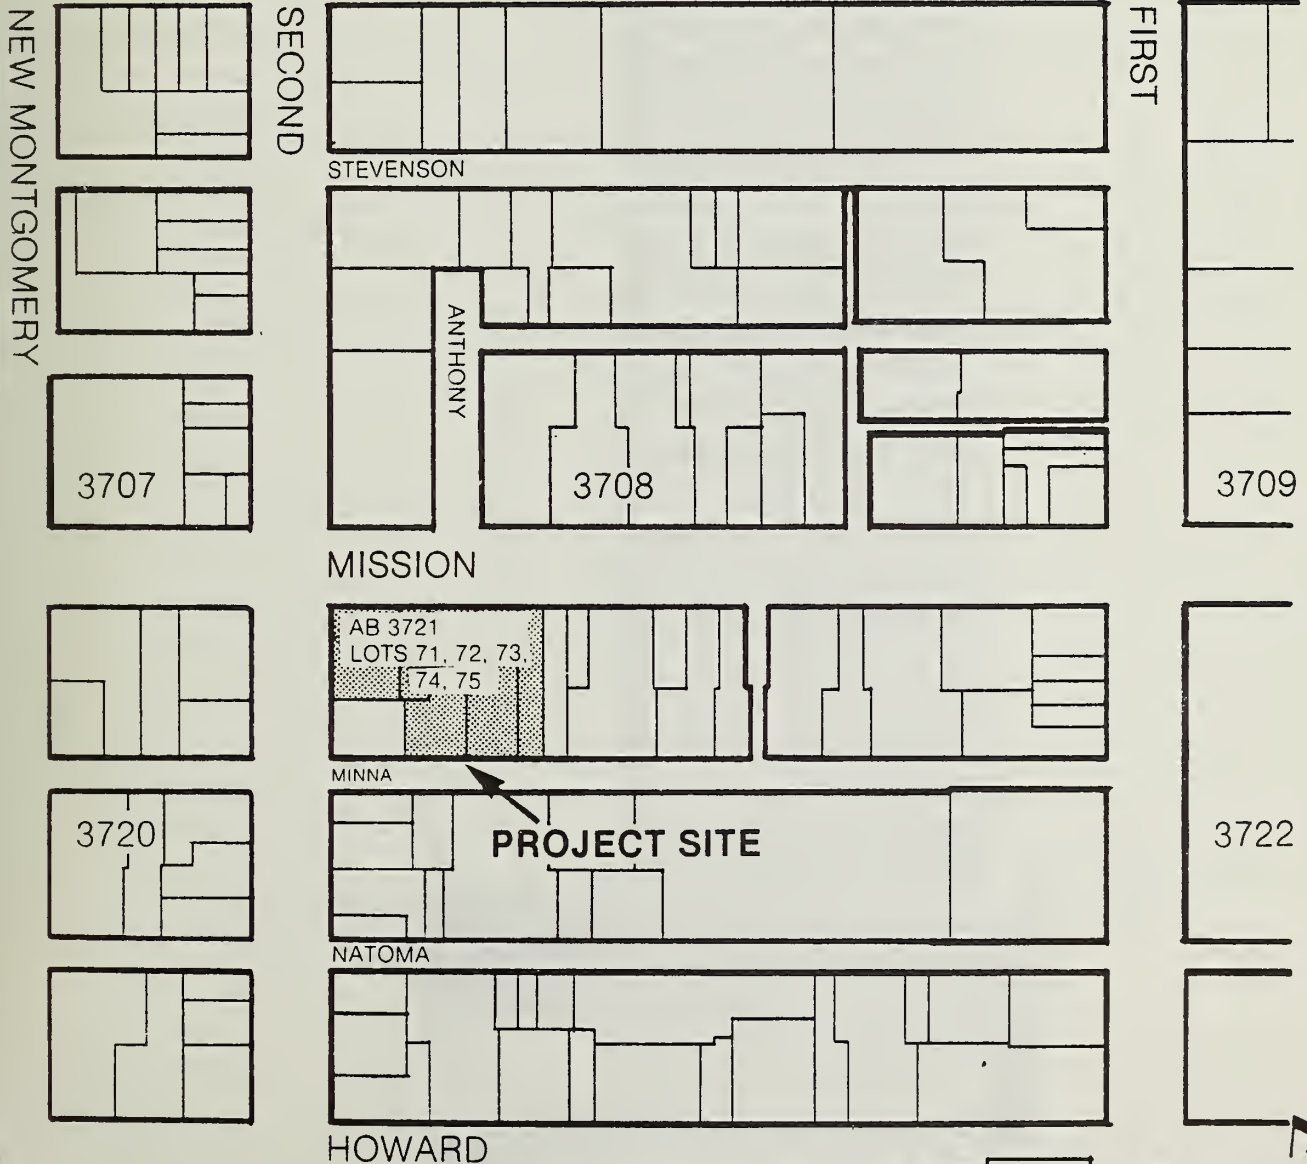 NEW MONTGOMERY
SECOND
FIRST
STEVENSON
ANTHONY
3707
3708
3709
MISSION
AB 3721
LOTS 71, 72, 73,
74, 75
MINNA
3720
PROJECT SITE
3722
NATOMA
HOWARD